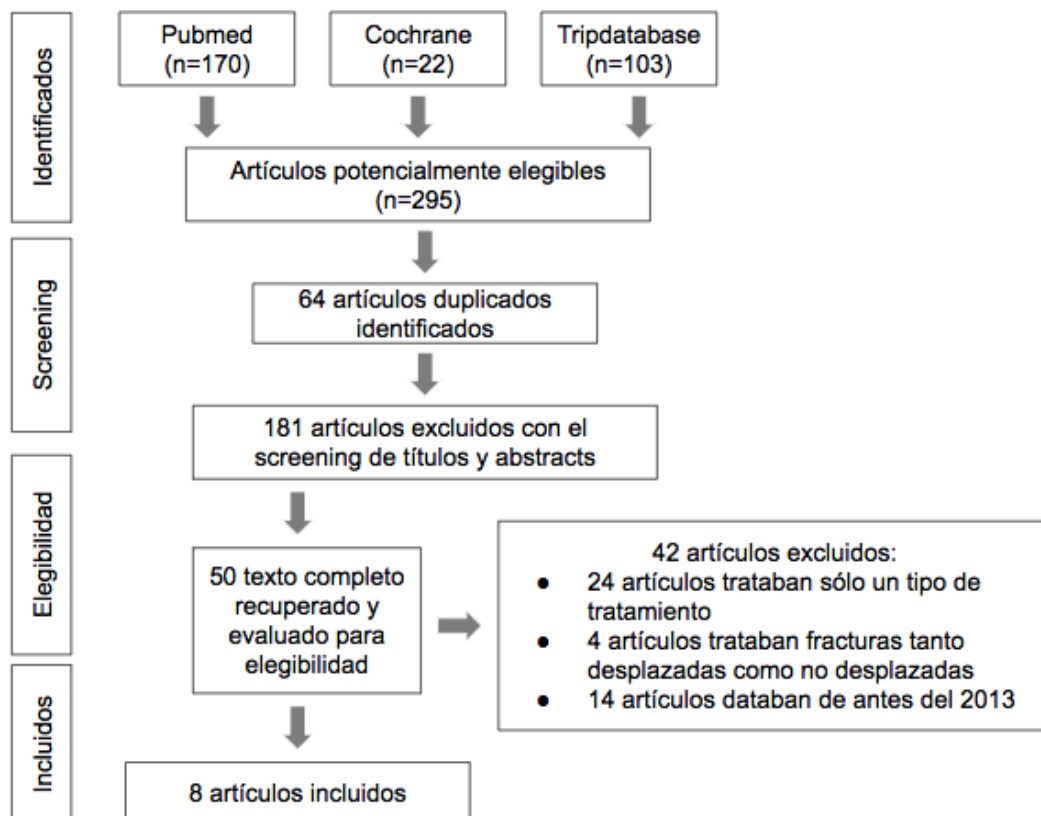 Identificados
Pubmed
(n=170)
Cochrane
(n=22)
Tripdatabase
(n=103)
Artículos potencialmente elegibles
(n=295)
Screening
64 artículos duplicados
identificados
181 artículos excluidos con el
screening de títulos y abstracts
Elegibilidad
50 texto completo
recuperado y
evaluado para
elegibilidad
42 artículos excluidos:
● 24 artículos trataban sólo un tipo de
tratamiento
● 4 artículos trataban fracturas tanto
desplazadas como no desplazadas
● 14 artículos databan de antes del 2013
Incluidos
8 artículos incluidos